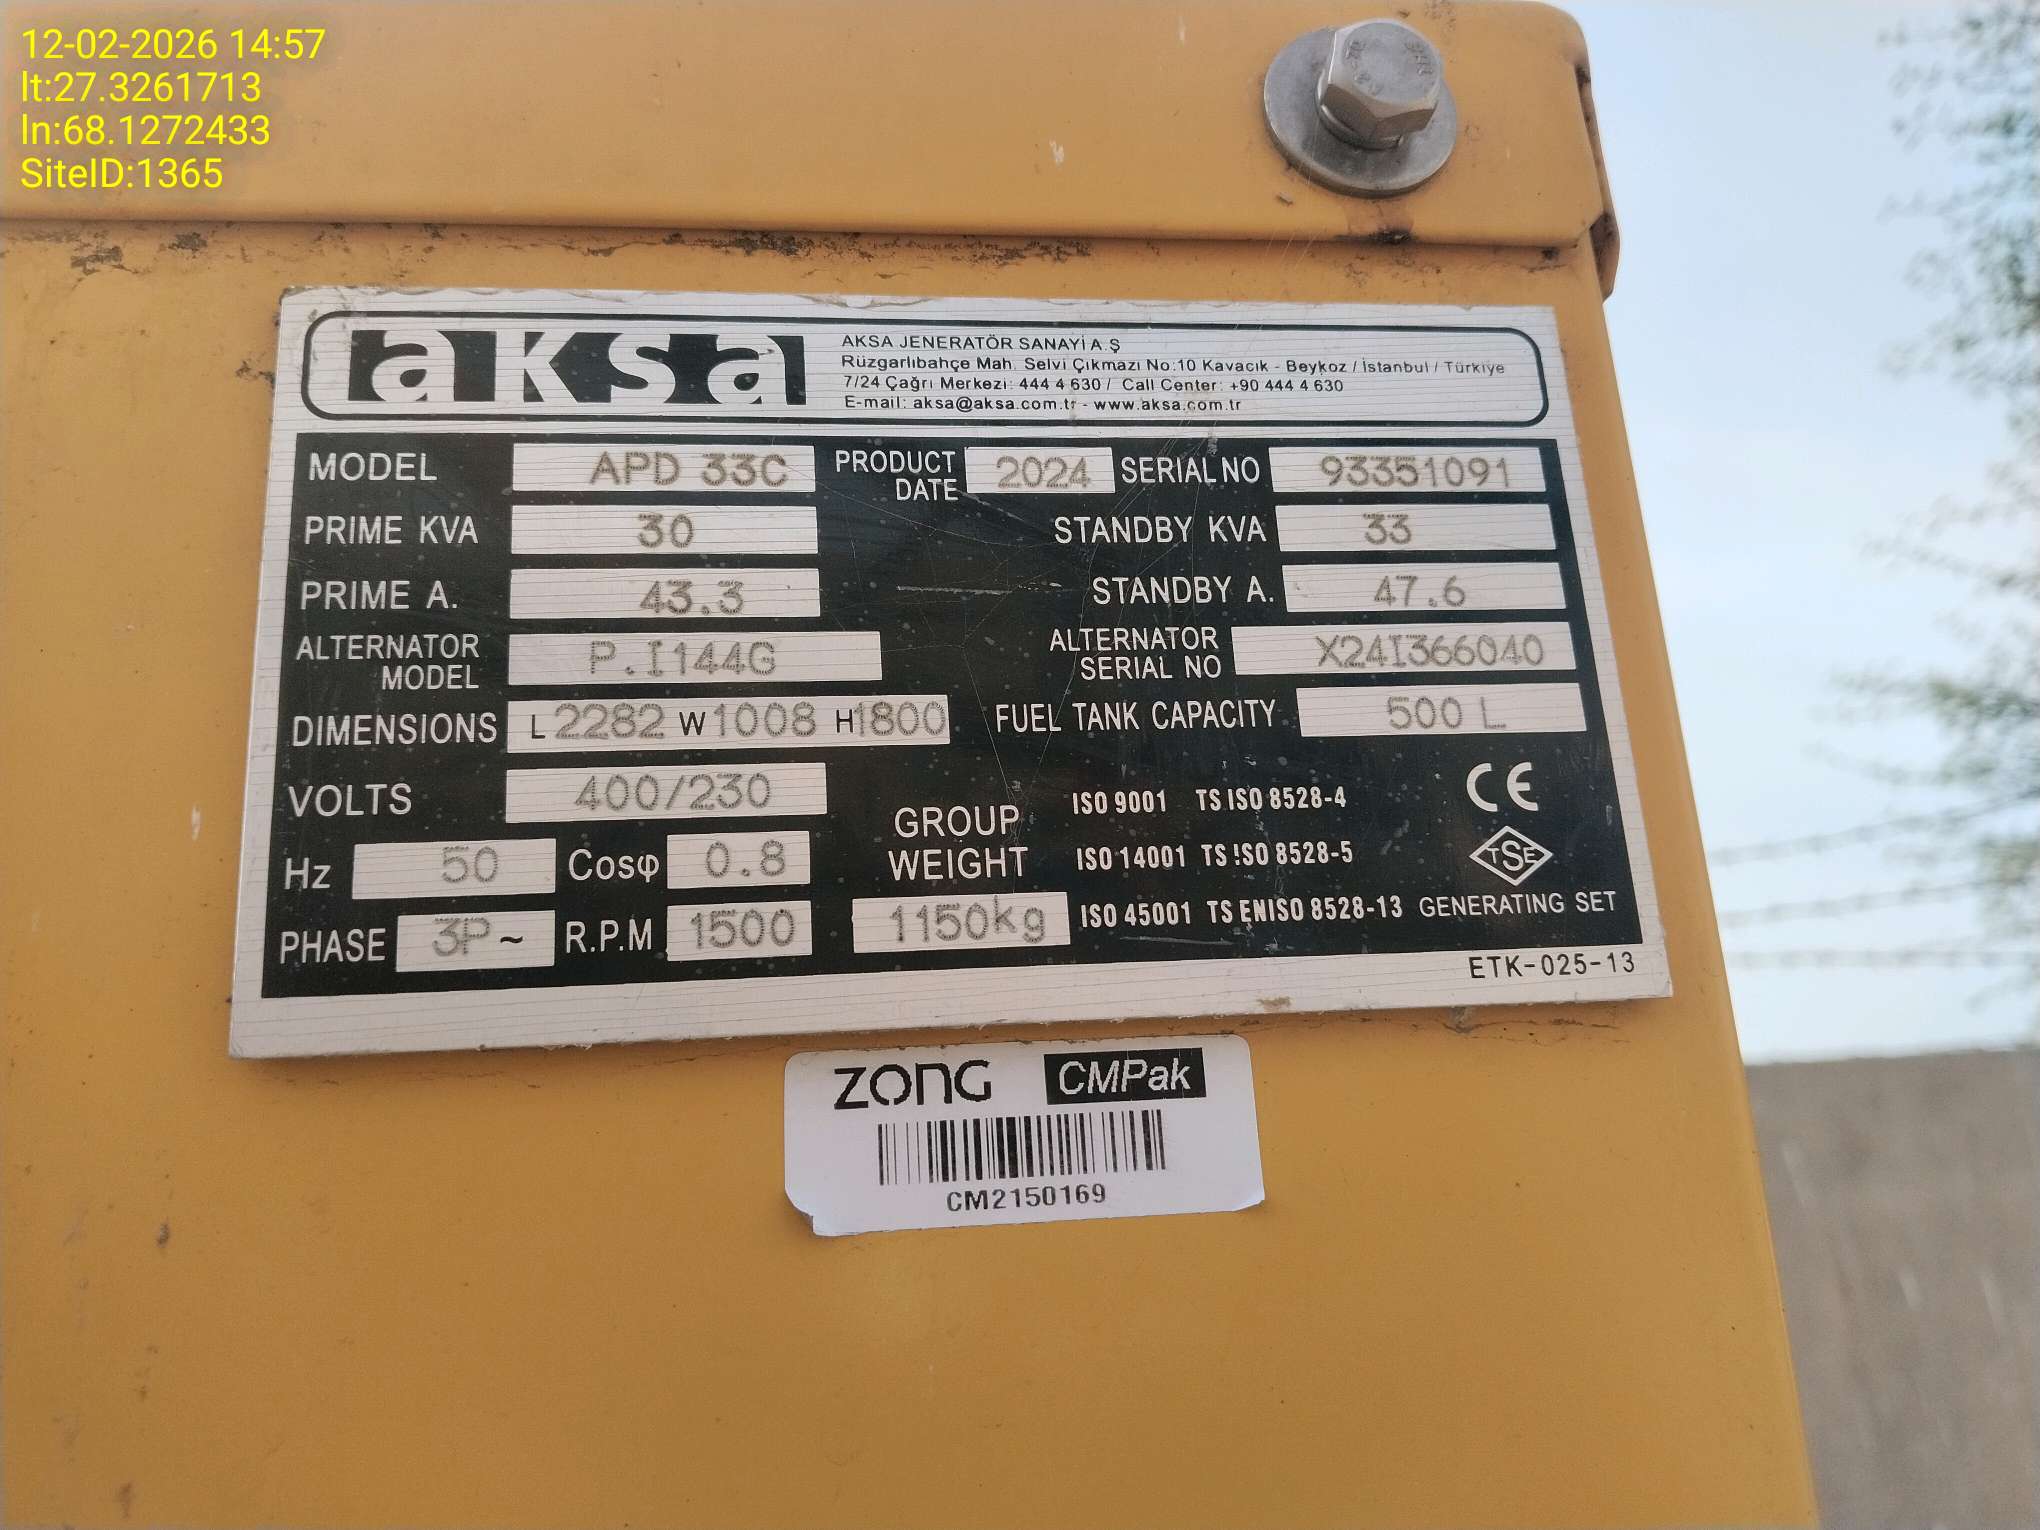 12-02-2026 14:57
lt:27.3261713
ln:68.1272433
SiteID:1365
aksa
AKSA JENERATÖR SANAYİ A.Ş
Rüzgarlıbahçe Mah. Selvi Çıkmazı No:10 Kavacık - Beykoz / İstanbul / Türkiye
7/24 Çağrı Merkezi: 444 4 630 / Call Center: +90 444 4 630
E-mail: aksa@aksa.com.tr - www.aksa.com.tr
MODEL APD 33C PRODUCT DATE 2024 SERIAL NO 93351091
PRIME KVA 30 STANDBY KVA 33
PRIME A. 43.3 STANDBY A. 47.6
ALTERNATOR MODEL P.I144G ALTERNATOR SERIAL NO X24I366040
DIMENSIONS L 2282 W 1008 H 1800 FUEL TANK CAPACITY 500 L
VOLTS 400/230
Hz 50 Cosφ 0.8
PHASE 3P~ R.P.M 1500
GROUP WEIGHT
1150kg
ISO 9001 TS ISO 8528-4 CE
ISO 14001 TS ISO 8528-5 TSE
ISO 45001 TS ENISO 8528-13 GENERATING SET
ETK-025-13
ZONG CMPak
CM2150169